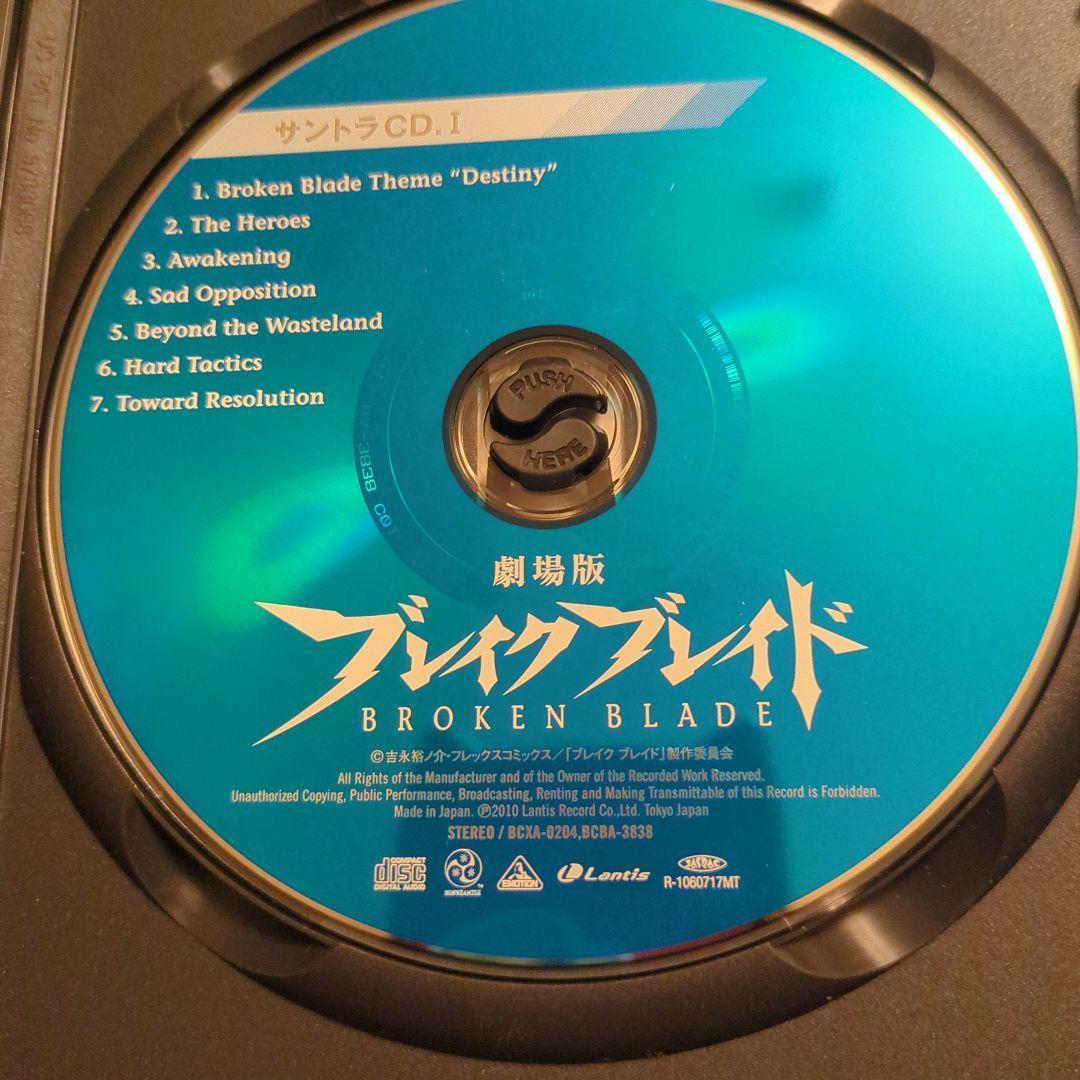 サントラCD.I
1. Broken Blade Theme “Destiny”
2. The Heroes
3. Awakening
4. Sad Opposition
5. Beyond the Wasteland
6. Hard Tactics
7. Toward Resolution
PUSH
HERE
劇場版
ブレイク ブレイド
BROKEN BLADE
©吉永裕ノ介・フレックスコミックス/「ブレイク ブレイド」製作委員会
All Rights of the Manufacturer and of the Owner of the Recorded Work Reserved.
Unauthorized Copying, Public Performance, Broadcasting, Renting and Making Transmittable of this Record is Forbidden.
Made in Japan. ℗2010 Lantis Record Co.,Ltd. Tokyo Japan
STEREO / BCXA-0204,BCBA-3838
COMPACT
disc
DIGITAL AUDIO
EMOTION
Lantis
JASRAC
R-1060717MT